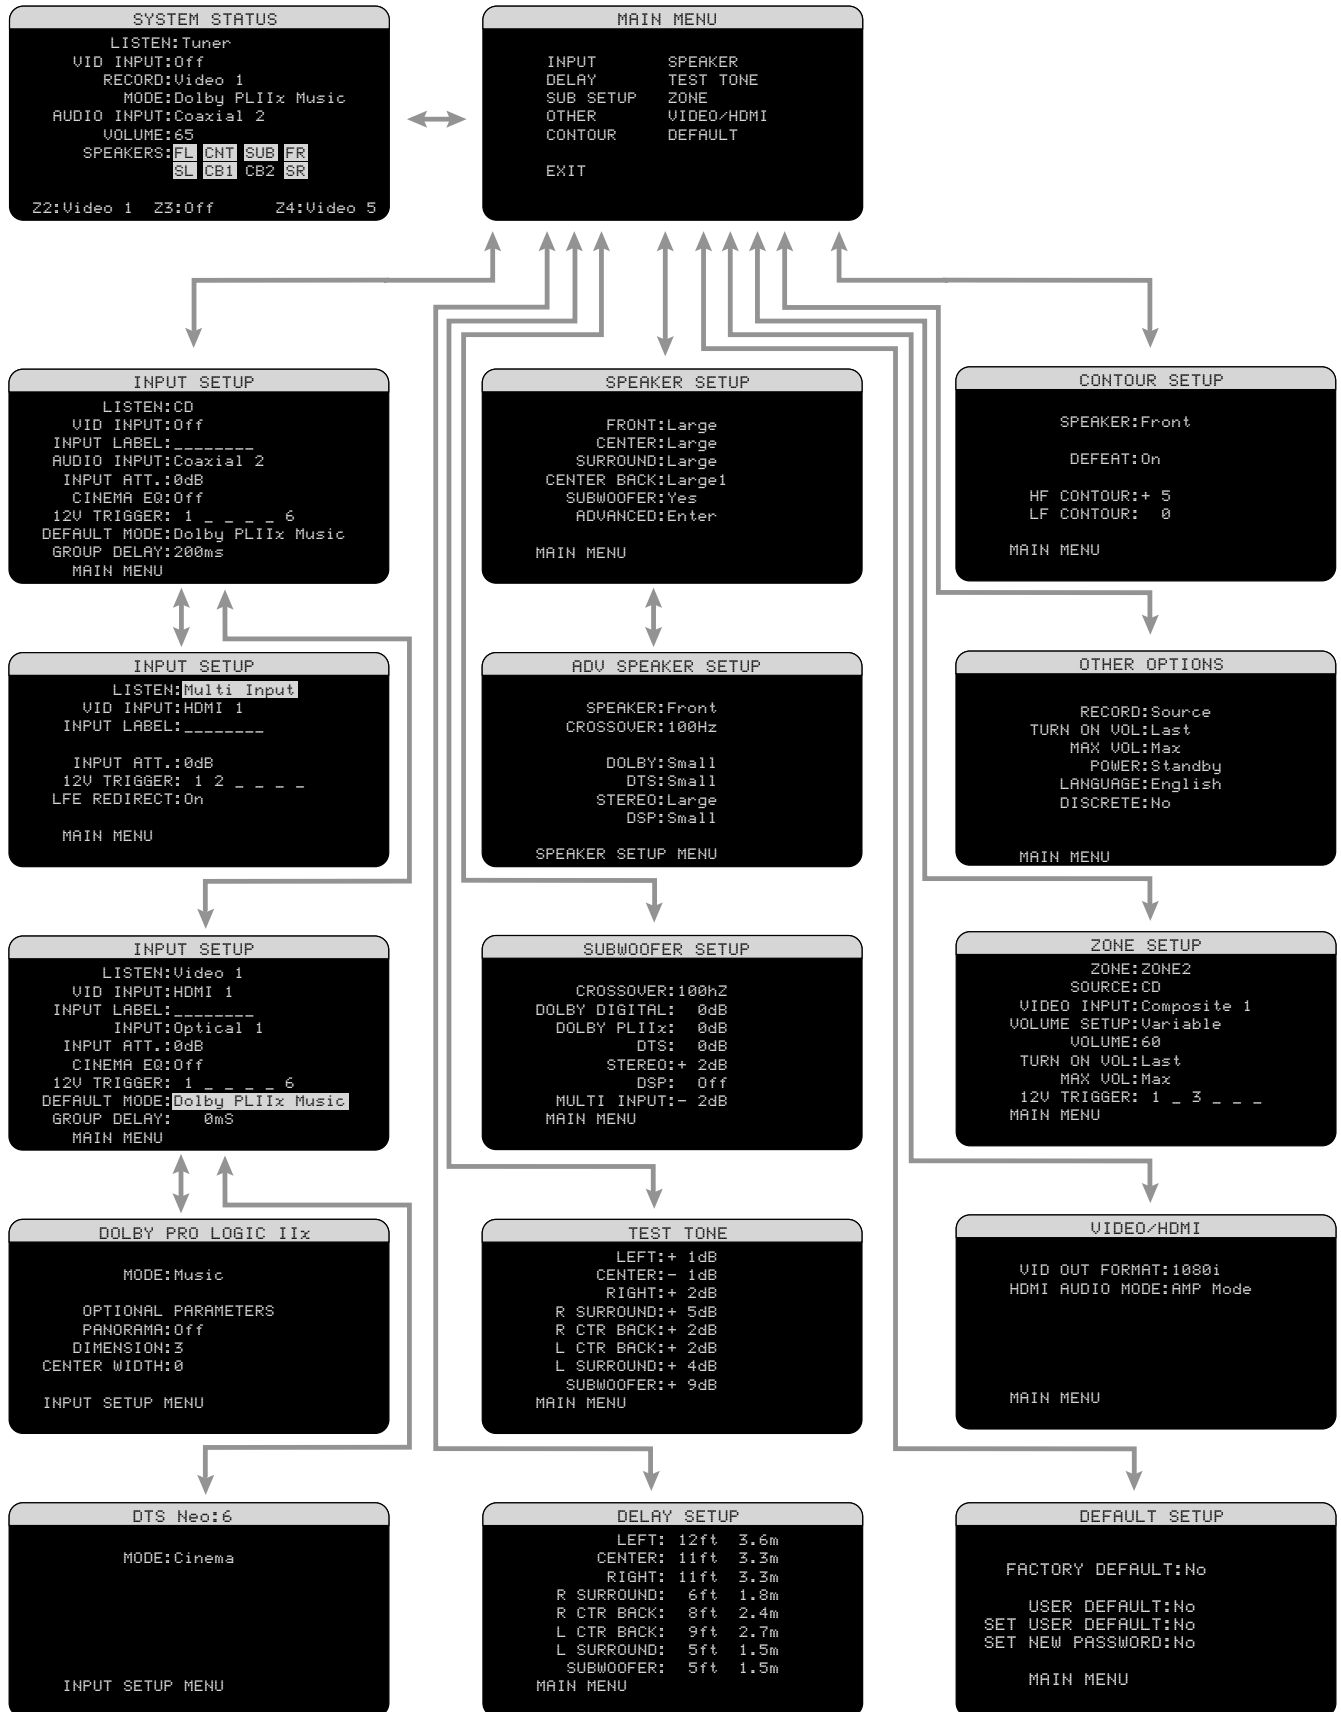 SYSTEM STATUS
LISTEN:Tuner
VID INPUT:Off
RECORD:Video 1
MODE:Dolby PLIIx Music
AUDIO INPUT:Coaxial 2
VOLUME:65
SPEAKERS:FL CNT SUB FR
SL CB1 CB2 SR
Z2:Video 1 Z3:Off Z4:Video 5
MAIN MENU
INPUT SPEAKER
DELAY TEST TONE
SUB SETUP ZONE
OTHER VIDEO/HDMI
CONTOUR DEFAULT
EXIT
INPUT SETUP
LISTEN:CD
VID INPUT:Off
INPUT LABEL:________
AUDIO INPUT:Coaxial 2
INPUT ATT.:0dB
CINEMA EQ:Off
12V TRIGGER: 1 _ _ _ _ 6
DEFAULT MODE:Dolby PLIIx Music
GROUP DELAY:200ms
MAIN MENU
SPEAKER SETUP
FRONT:Large
CENTER:Large
SURROUND:Large
CENTER BACK:Large1
SUBWOOFER:Yes
ADVANCED:Enter
MAIN MENU
CONTOUR SETUP
SPEAKER:Front
DEFEAT:On
HF CONTOUR:+ 5
LF CONTOUR: 0
MAIN MENU
INPUT SETUP
LISTEN:Multi Input
VID INPUT:HDMI 1
INPUT LABEL:________
INPUT ATT.:0dB
12V TRIGGER: 1 2 _ _ _ _
LFE REDIRECT:On
MAIN MENU
ADV SPEAKER SETUP
SPEAKER:Front
CROSSOVER:100Hz
DOLBY:Small
DTS:Small
STEREO:Large
DSP:Small
SPEAKER SETUP MENU
OTHER OPTIONS
RECORD:Source
TURN ON VOL:Last
MAX VOL:Max
POWER:Standby
LANGUAGE:English
DISCRETE:No
MAIN MENU
INPUT SETUP
LISTEN:Video 1
VID INPUT:HDMI 1
INPUT LABEL:________
INPUT:Optical 1
INPUT ATT.:0dB
CINEMA EQ:Off
12V TRIGGER: 1 _ _ _ _ 6
DEFAULT MODE:Dolby PLIIx Music
GROUP DELAY: 0mS
MAIN MENU
SUBWOOFER SETUP
CROSSOVER:100hZ
DOLBY DIGITAL: 0dB
DOLBY PLIIx: 0dB
DTS: 0dB
STEREO:+ 2dB
DSP: Off
MULTI INPUT:- 2dB
MAIN MENU
ZONE SETUP
ZONE:ZONE2
SOURCE:CD
VIDEO INPUT:Composite 1
VOLUME SETUP:Variable
VOLUME:60
TURN ON VOL:Last
MAX VOL:Max
12V TRIGGER: 1 _ 3 _ _ _
MAIN MENU
DOLBY PRO LOGIC IIx
MODE:Music
OPTIONAL PARAMETERS
PANORAMA:Off
DIMENSION:3
CENTER WIDTH:0
INPUT SETUP MENU
TEST TONE
LEFT:+ 1dB
CENTER:- 1dB
RIGHT:+ 2dB
R SURROUND:+ 5dB
R CTR BACK:+ 2dB
L CTR BACK:+ 2dB
L SURROUND:+ 4dB
SUBWOOFER:+ 9dB
MAIN MENU
VIDEO/HDMI
VID OUT FORMAT:1080i
HDMI AUDIO MODE:AMP Mode
MAIN MENU
DTS Neo:6
MODE:Cinema
INPUT SETUP MENU
DELAY SETUP
LEFT: 12ft 3.6m
CENTER: 11ft 3.3m
RIGHT: 11ft 3.3m
R SURROUND: 6ft 1.8m
R CTR BACK: 8ft 2.4m
L CTR BACK: 9ft 2.7m
L SURROUND: 5ft 1.5m
SUBWOOFER: 5ft 1.5m
MAIN MENU
DEFAULT SETUP
FACTORY DEFAULT:No
USER DEFAULT:No
SET USER DEFAULT:No
SET NEW PASSWORD:No
MAIN MENU